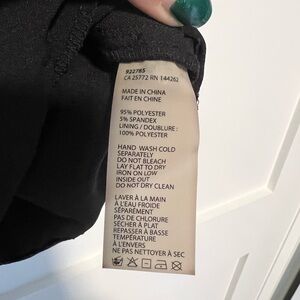 922765
CA 25772 RN 144262
MADE IN CHINA
FAIT EN CHINE
95% POLYESTER
5% SPANDEX
LINING / DOUBLURE :
100% POLYESTER
HAND WASH COLD
SEPARATELY
DO NOT BLEACH
LAY FLAT TO DRY
IRON ON LOW
INSIDE OUT
DO NOT DRY CLEAN
LAVER À LA MAIN
À L'EAU FROIDE
SÉPARÉMENT
PAS DE CHLORURE
SÉCHER À PLAT
REPASSER À BASSE
TEMPÉRATURE
À L'ENVERS
NE PAS NETTOYER À SEC